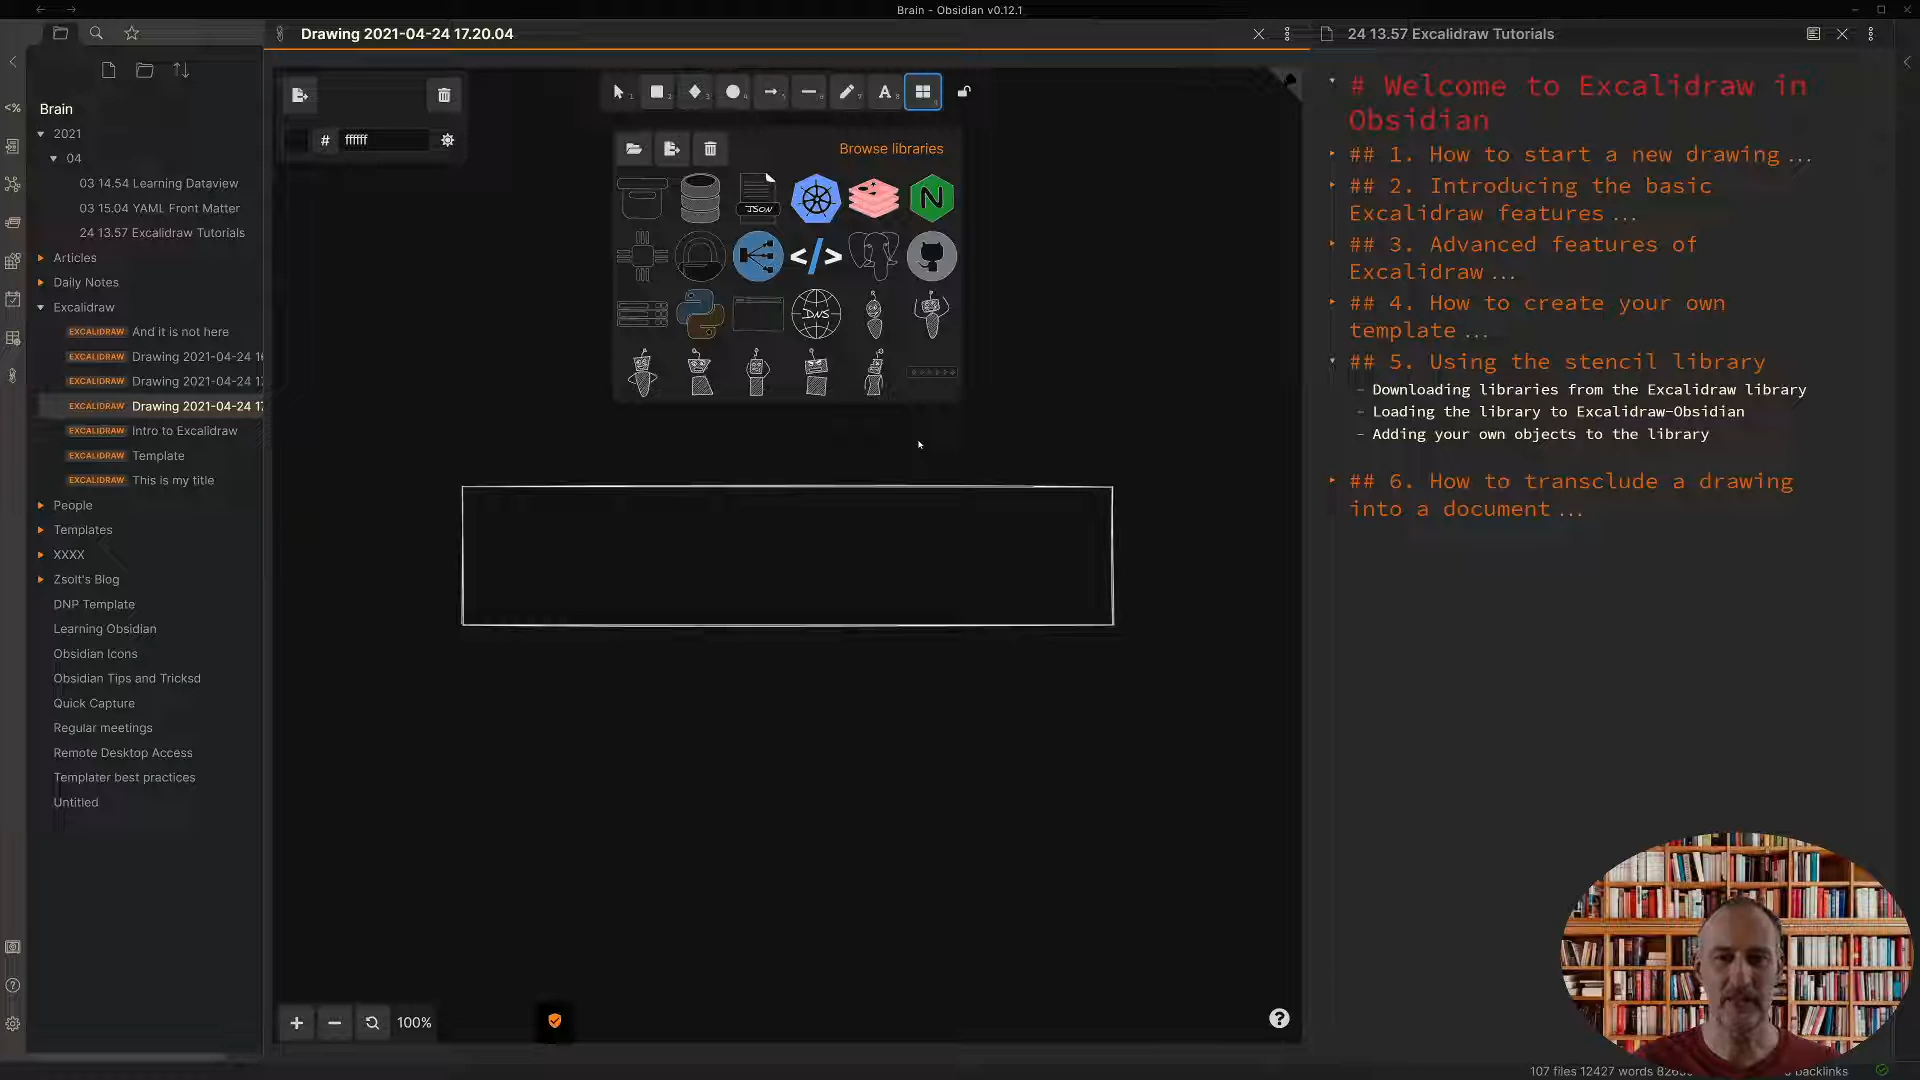 Brain - Obsidian v0.12.1
Drawing 2021-04-24 17.20.04
24 13.57 Excalidraw Tutorials
Brain
2021
04
03 14.54 Learning Dataview
03 15.04 YAML Front Matter
24 13.57 Excalidraw Tutorials
Articles
Daily Notes
Excalidraw
EXCALIDRAW And it is not here
EXCALIDRAW Drawing 2021-04-24 1
EXCALIDRAW Drawing 2021-04-24 1
EXCALIDRAW Drawing 2021-04-24 17
EXCALIDRAW Intro to Excalidraw
EXCALIDRAW Template
EXCALIDRAW This is my title
People
Templates
XXXX
Zsolt's Blog
DNP Template
Learning Obsidian
Obsidian Icons
Obsidian Tips and Tricksd
Quick Capture
Regular meetings
Remote Desktop Access
Templater best practices
Untitled
# ffffff
A
Browse libraries
JSON
N
</>
DNS
100%
# Welcome to Excalidraw in
Obsidian
## 1. How to start a new drawing...
## 2. Introducing the basic
Excalidraw features...
## 3. Advanced features of
Excalidraw...
## 4. How to create your own
template...
## 5. Using the stencil library
- Downloading libraries from the Excalidraw library
- Loading the library to Excalidraw-Obsidian
- Adding your own objects to the library
## 6. How to transclude a drawing
into a document...
107 files 12427 words
backlinks